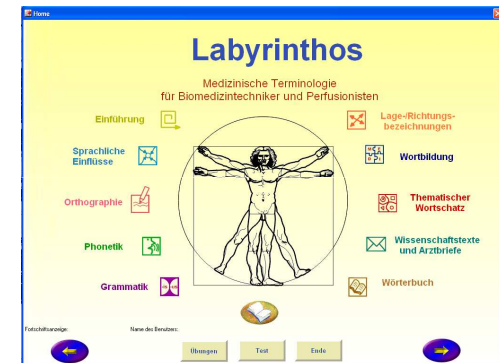 Home
Labyrinthos
Medizinische Terminologie
für Biomedizintechniker und Perfusionisten
Einführung
Sprachliche
Einflüsse
Orthographie
Phonetik
Grammatik
Lage-/Richtungs-
bezeichnungen
Wortbildung
Thematischer
Wortschatz
Wissenschaftstexte
und Arztbriefe
Wörterbuch
Fortschrittsanzeige:
Name des Benutzers:
Übungen
Test
Ende